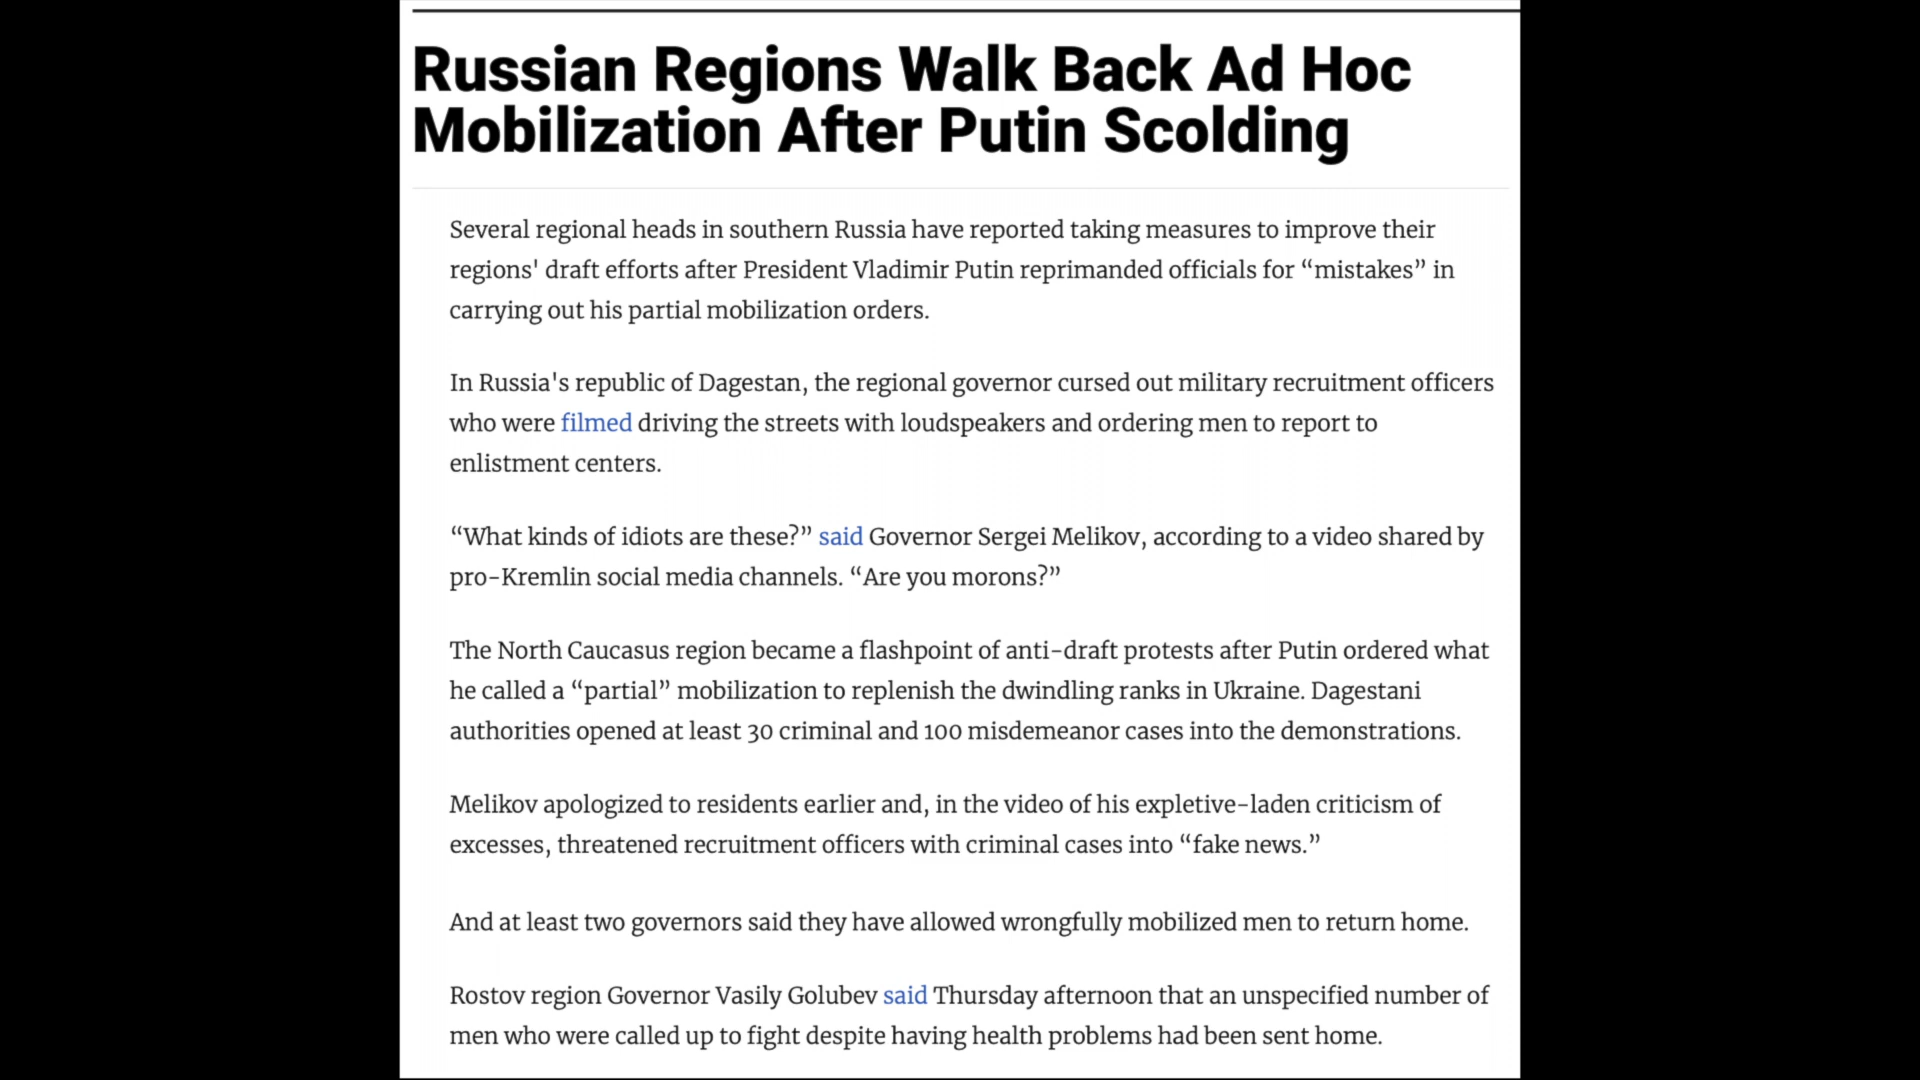 Russian Regions Walk Back Ad Hoc
Mobilization After Putin Scolding
Several regional heads in southern Russia have reported taking measures to improve their
regions' draft efforts after President Vladimir Putin reprimanded officials for “mistakes” in
carrying out his partial mobilization orders.
In Russia's republic of Dagestan, the regional governor cursed out military recruitment officers
who were filmed driving the streets with loudspeakers and ordering men to report to
enlistment centers.
“What kinds of idiots are these?” said Governor Sergei Melikov, according to a video shared by
pro-Kremlin social media channels. “Are you morons?”
The North Caucasus region became a flashpoint of anti-draft protests after Putin ordered what
he called a “partial” mobilization to replenish the dwindling ranks in Ukraine. Dagestani
authorities opened at least 30 criminal and 100 misdemeanor cases into the demonstrations.
Melikov apologized to residents earlier and, in the video of his expletive-laden criticism of
excesses, threatened recruitment officers with criminal cases into “fake news.”
And at least two governors said they have allowed wrongfully mobilized men to return home.
Rostov region Governor Vasily Golubev said Thursday afternoon that an unspecified number of
men who were called up to fight despite having health problems had been sent home.